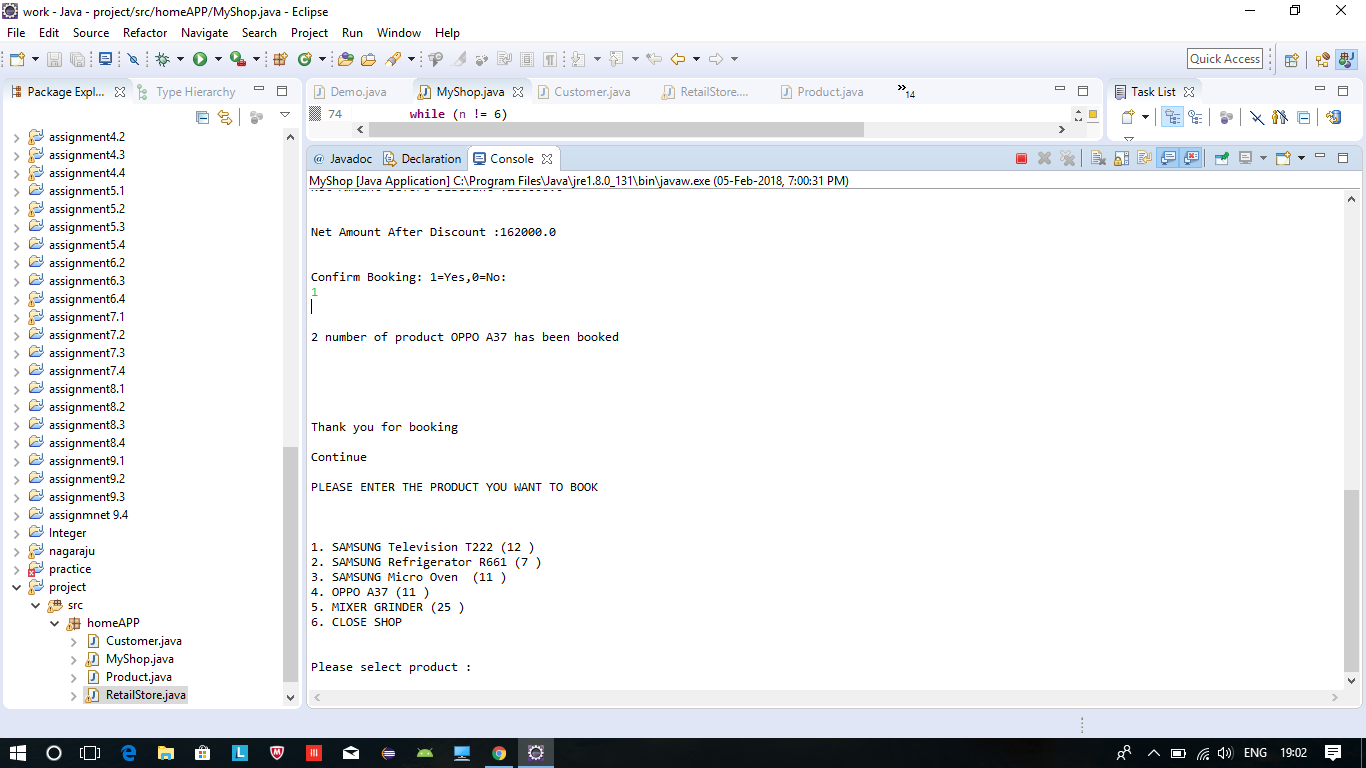 work - Java - project/src/homeAPP/MyShop.java - Eclipse
File Edit Source Refactor Navigate Search Project Run Window Help
Quick Access
Package Expl...
Type Hierarchy
assignment4.2
assignment4.3
assignment4.4
assignment5.1
assignment5.2
assignment5.3
assignment5.4
assignment6.2
assignment6.3
assignment6.4
assignment7.1
assignment7.2
assignment7.3
assignment7.4
assignment8.1
assignment8.2
assignment8.3
assignment8.4
assignment9.1
assignment9.2
assignment9.3
assignmnet 9.4
Integer
nagaraju
practice
project
src
homeAPP
Customer.java
MyShop.java
Product.java
RetailStore.java
Demo.java
MyShop.java
Customer.java
RetailStore....
Product.java
»14
74 while (n != 6)
Task List
@ Javadoc
Declaration
Console
MyShop [Java Application] C:\Program Files\Java\jre1.8.0_131\bin\javaw.exe (05-Feb-2018, 7:00:31 PM)
Net Amount After Discount :162000.0
Confirm Booking: 1=Yes,0=No:
1
2 number of product OPPO A37 has been booked
Thank you for booking
Continue
PLEASE ENTER THE PRODUCT YOU WANT TO BOOK
1. SAMSUNG Television T222 (12 )
2. SAMSUNG Refrigerator R661 (7 )
3. SAMSUNG Micro Oven  (11 )
4. OPPO A37 (11 )
5. MIXER GRINDER (25 )
6. CLOSE SHOP
Please select product :
ENG 19:02